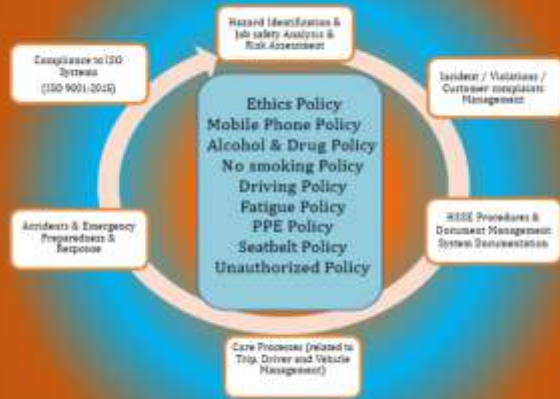 Hazard Identification &
Job safety Analysis &
Risk Assessment
Incident / Violations /
Customer complaints
Management
HSSE Procedures &
Document Management
System Documentation
Core Processes (related to
Trip, Driver and Vehicle
Management)
Accidents & Emergency
Preparedness &
Response
Compliance to ISO
Systems
(ISO 9001-2015)
Ethics Policy
Mobile Phone Policy
Alcohol & Drug Policy
No smoking Policy
Driving Policy
Fatigue Policy
PPE Policy
Seatbelt Policy
Unauthorized Policy